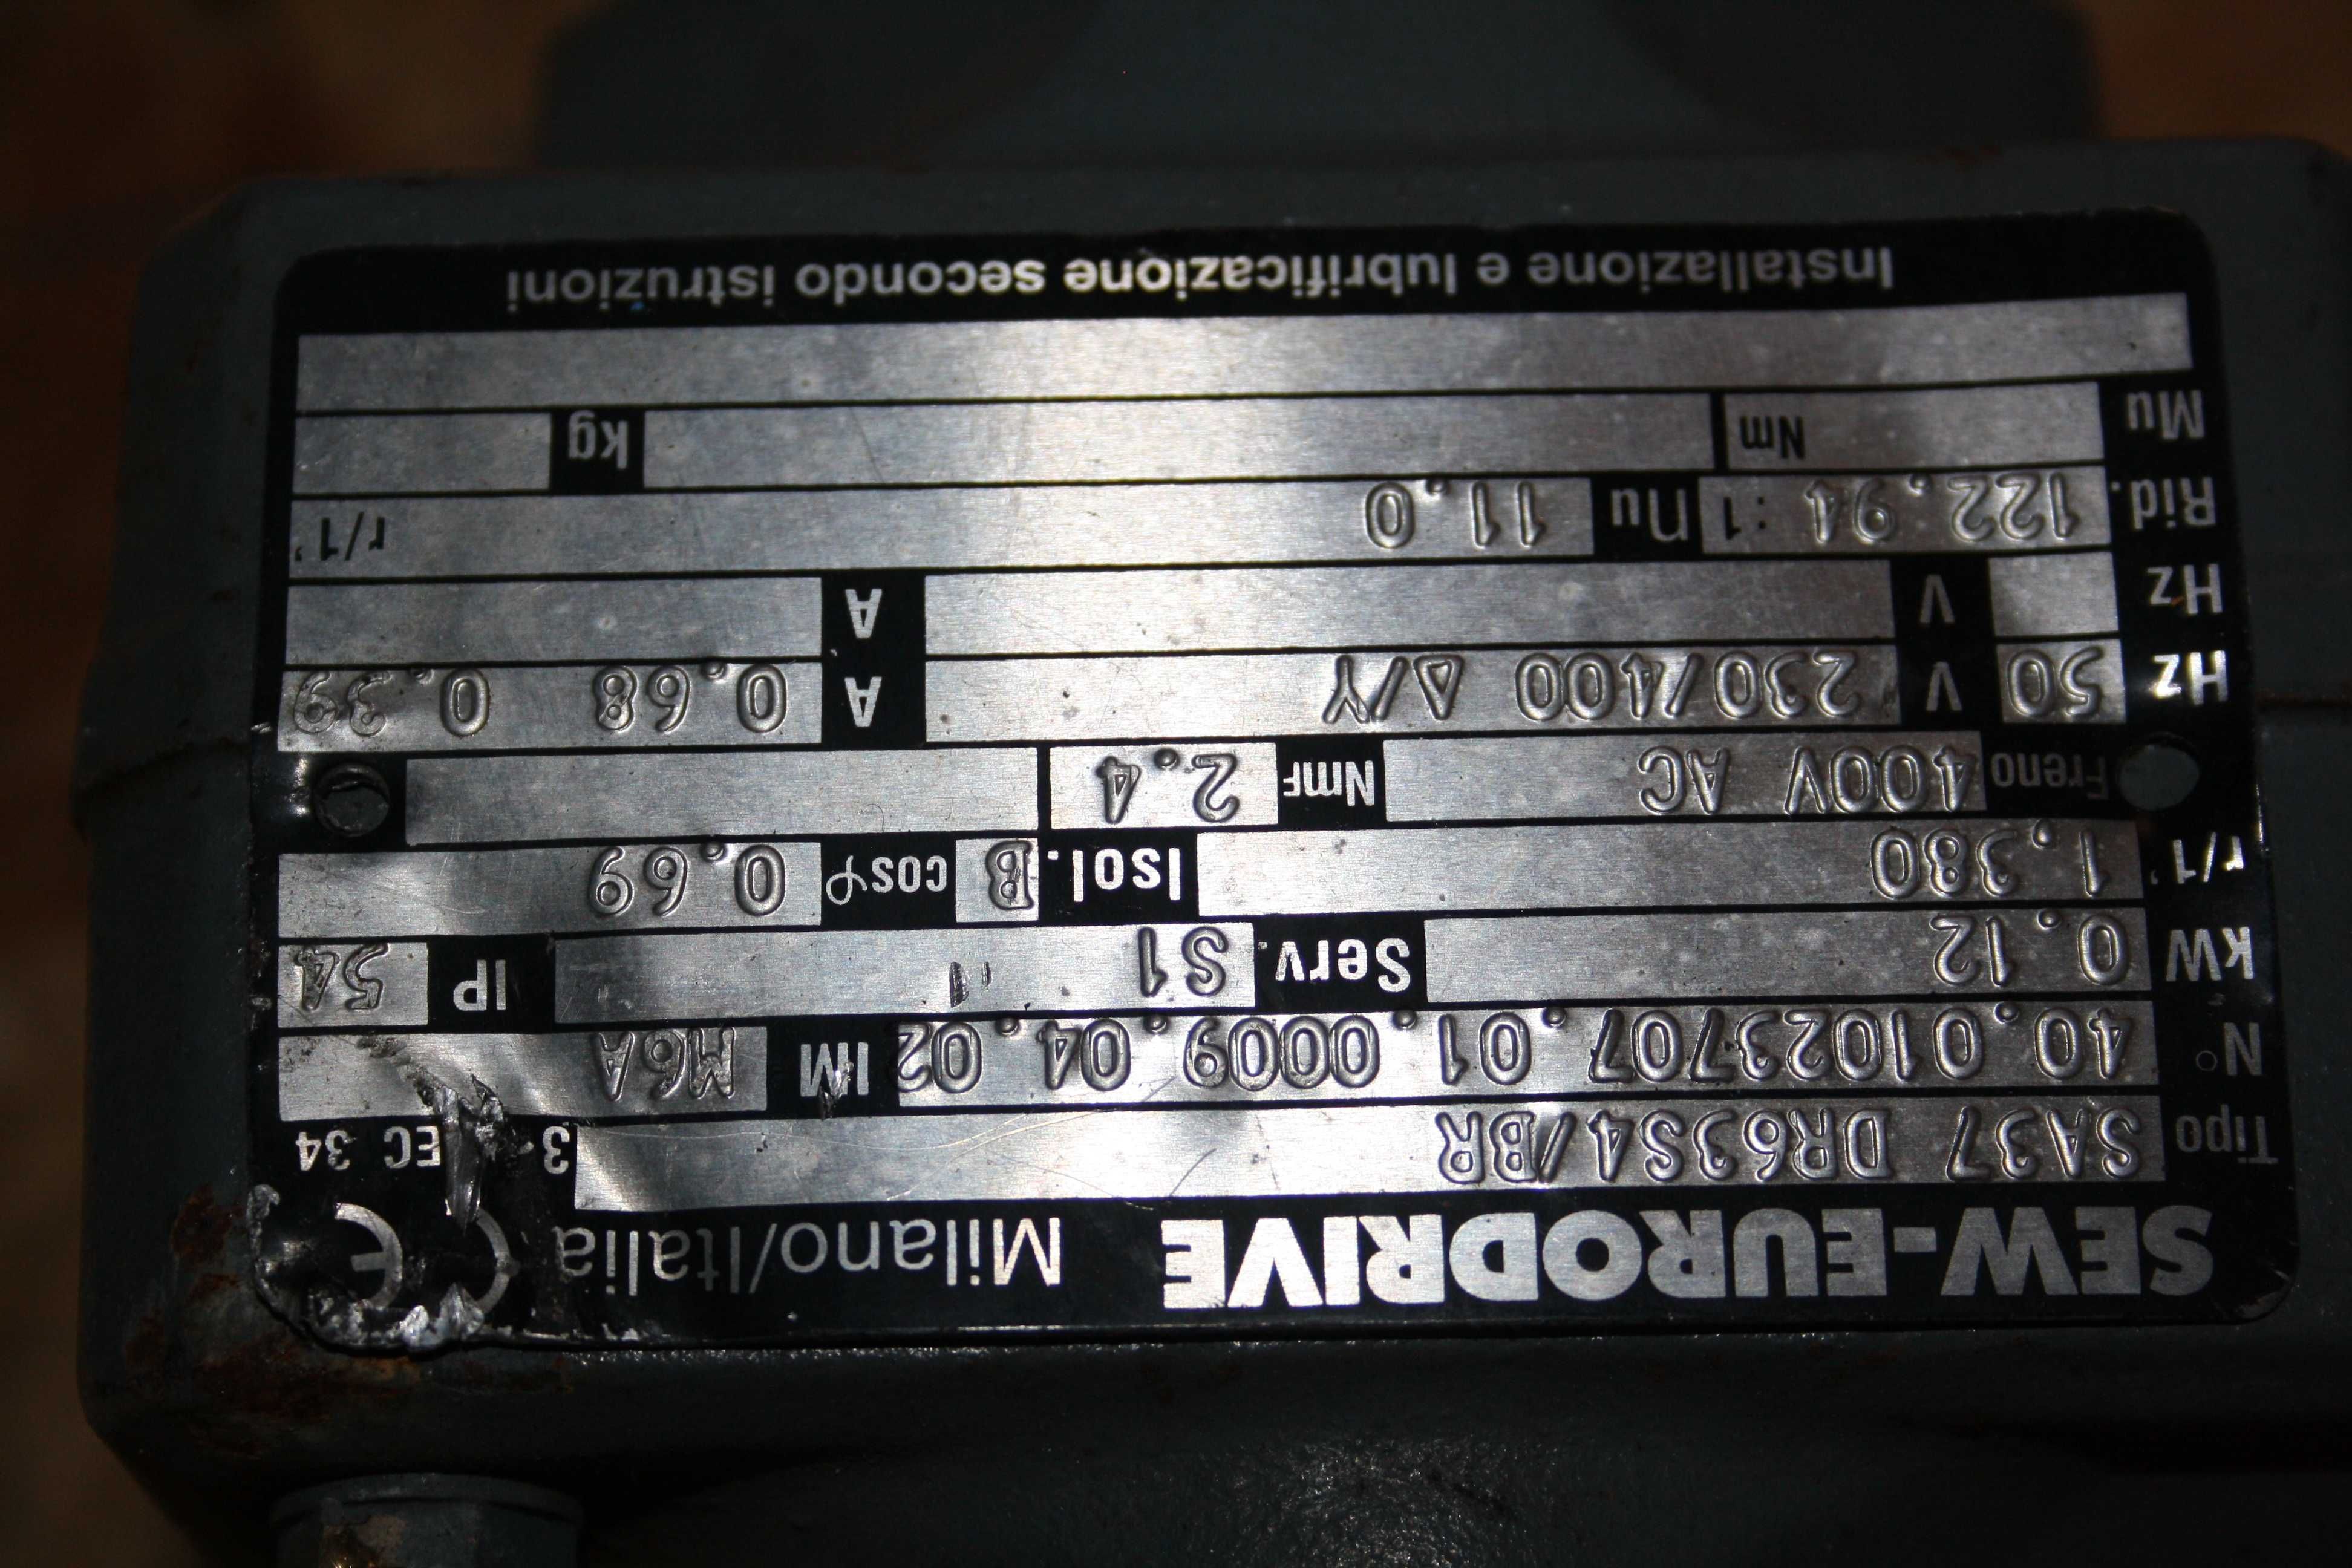 SEW-EURODRIVE Milano/Italia CE
Tipo SA37 DR63S4/BR 3~ EC 34
N° 40.01023707.01.0009.04.02 IM M6A
kW 0.12 Serv. S1 IP 54
r/1' 1.380 Isol. B cosφ 0.69
Freno 400V AC NmF 2.4
Hz 50 V 230/400 Δ/Y A 0.68 0.39
Hz V A
Rid. 122.94 :1 nu 11.0 r/1'
Mu Nm kg
Installazione e lubrificazione secondo istruzioni